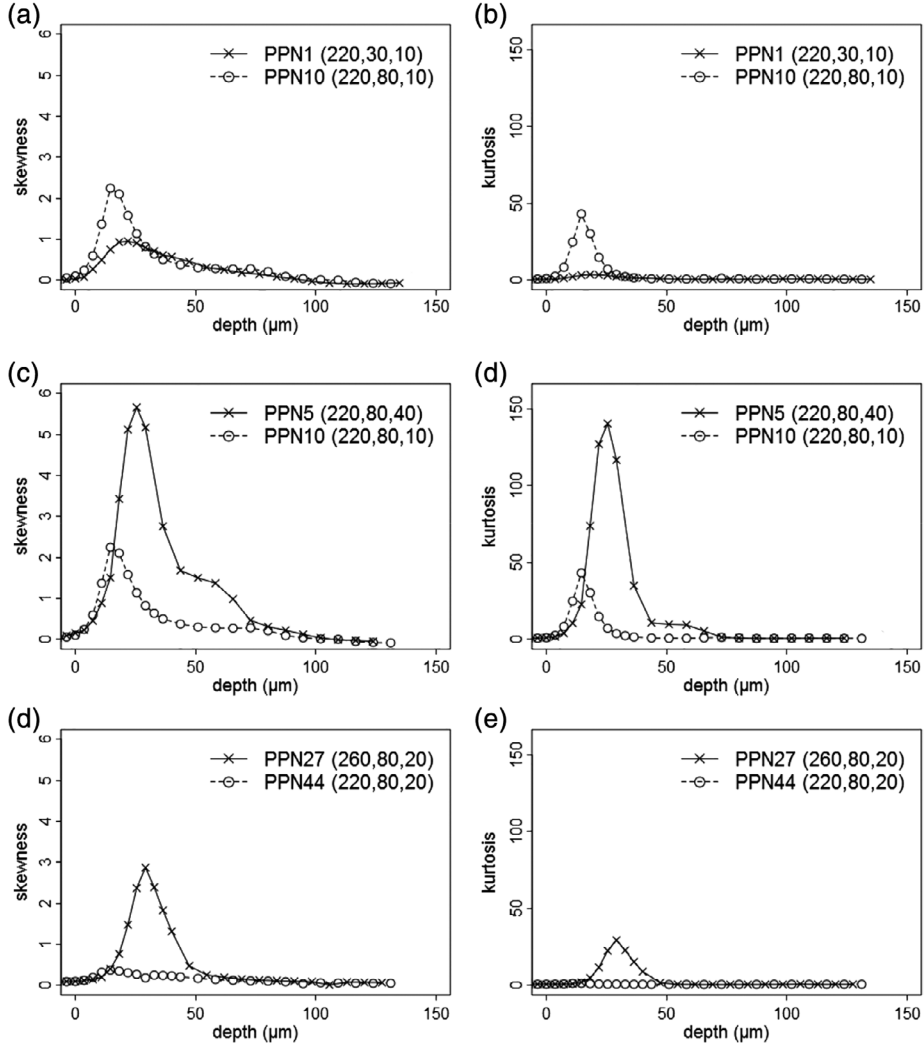 (a)
PPN1 (220,30,10)
PPN10 (220,80,10)
skewness
0 1 2 3 4 5 6
0 50 100 150
depth (µm)
(b)
PPN1 (220,30,10)
PPN10 (220,80,10)
kurtosis
0 50 100 150
0 50 100 150
depth (µm)
(c)
PPN5 (220,80,40)
PPN10 (220,80,10)
skewness
0 1 2 3 4 5 6
0 50 100 150
depth (µm)
(d)
PPN5 (220,80,40)
PPN10 (220,80,10)
kurtosis
0 50 100 150
0 50 100 150
depth (µm)
(d)
PPN27 (260,80,20)
PPN44 (220,80,20)
skewness
0 1 2 3 4 5 6
0 50 100 150
depth (µm)
(e)
PPN27 (260,80,20)
PPN44 (220,80,20)
kurtosis
0 50 100 150
0 50 100 150
depth (µm)